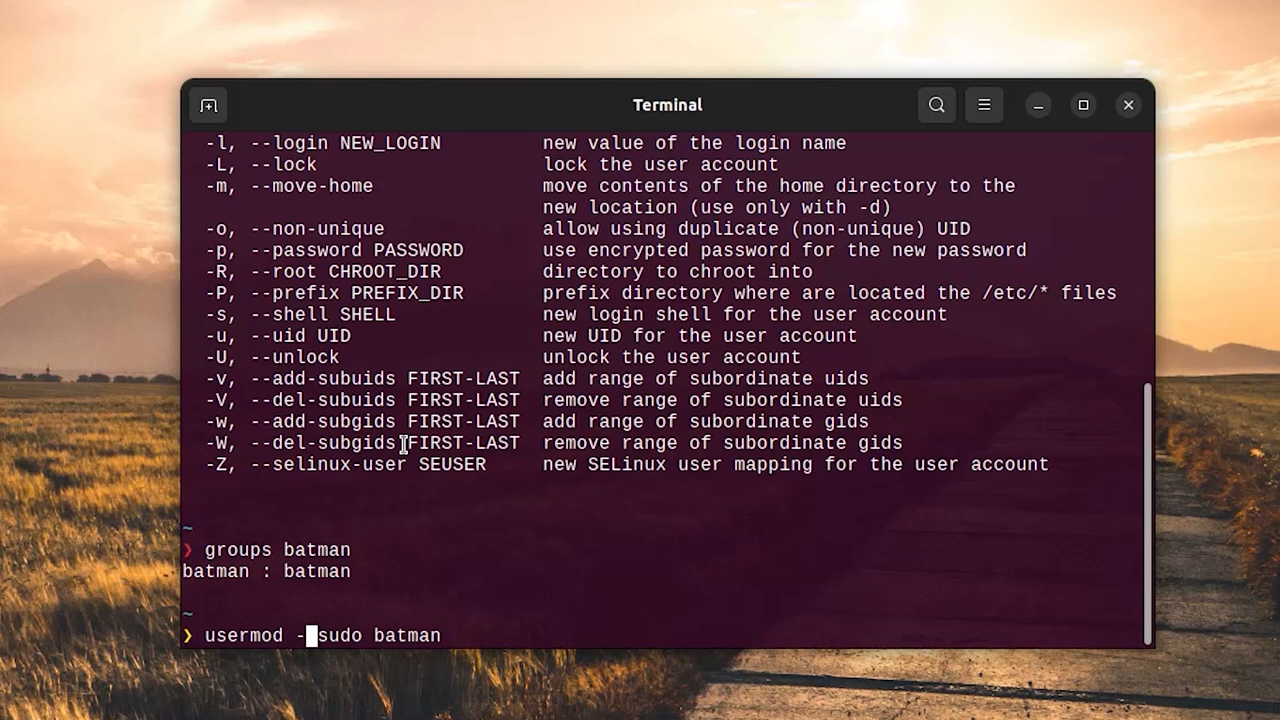 Terminal
-l, --login NEW_LOGIN new value of the login name
-L, --lock lock the user account
-m, --move-home move contents of the home directory to the
new location (use only with -d)
-o, --non-unique allow using duplicate (non-unique) UID
-p, --password PASSWORD use encrypted password for the new password
-R, --root CHROOT_DIR directory to chroot into
-P, --prefix PREFIX_DIR prefix directory where are located the /etc/* files
-s, --shell SHELL new login shell for the user account
-u, --uid UID new UID for the user account
-U, --unlock unlock the user account
-v, --add-subuids FIRST-LAST add range of subordinate uids
-V, --del-subuids FIRST-LAST remove range of subordinate uids
-w, --add-subgids FIRST-LAST add range of subordinate gids
-W, --del-subgids FIRST-LAST remove range of subordinate gids
-Z, --selinux-user SEUSER new SELinux user mapping for the user account
~
❯ groups batman
batman : batman
~
❯ usermod - sudo batman